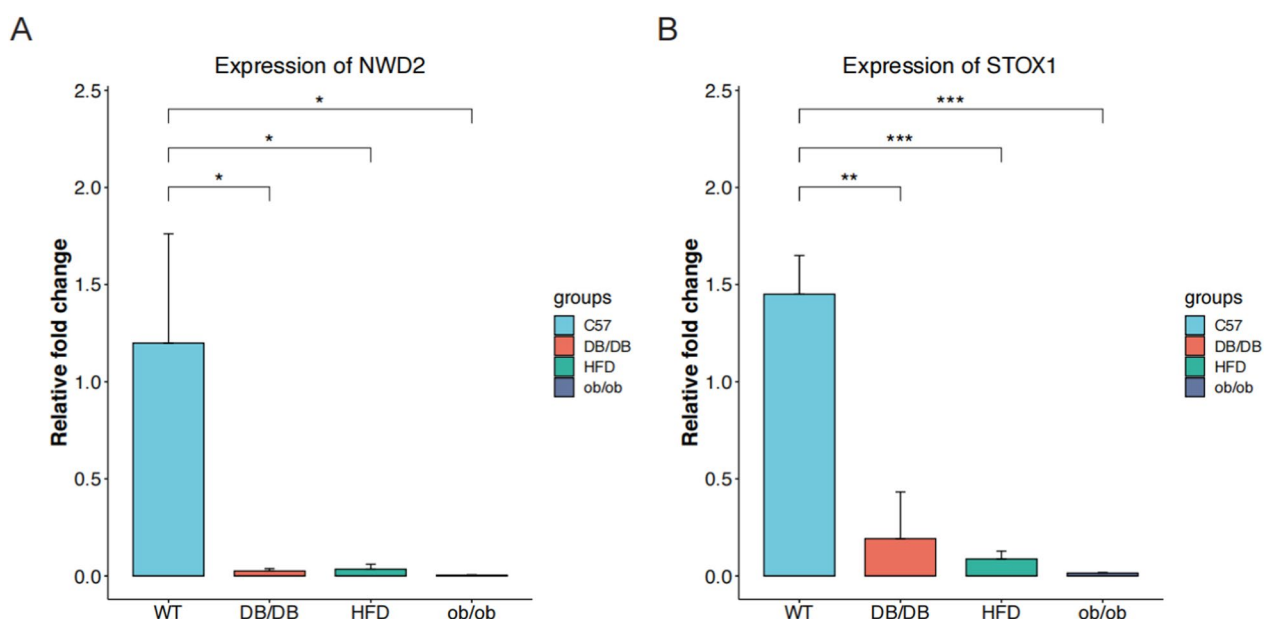 A
Expression of NWD2
Relative fold change
2.5
2.0
1.5
1.0
0.5
0.0
*
*
*
WT DB/DB HFD ob/ob
groups
C57
DB/DB
HFD
ob/ob
B
Expression of STOX1
Relative fold change
2.5
2.0
1.5
1.0
0.5
0.0
***
***
**
WT DB/DB HFD ob/ob
groups
C57
DB/DB
HFD
ob/ob